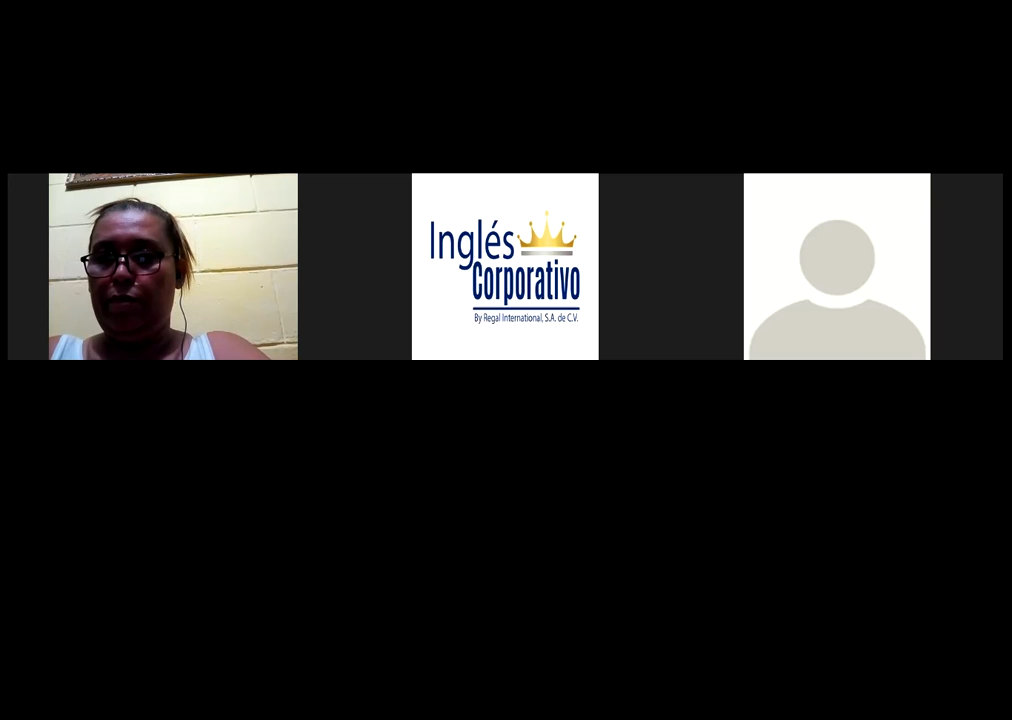 Inglés
Corporativo
By Regal International, S.A. de C.V.